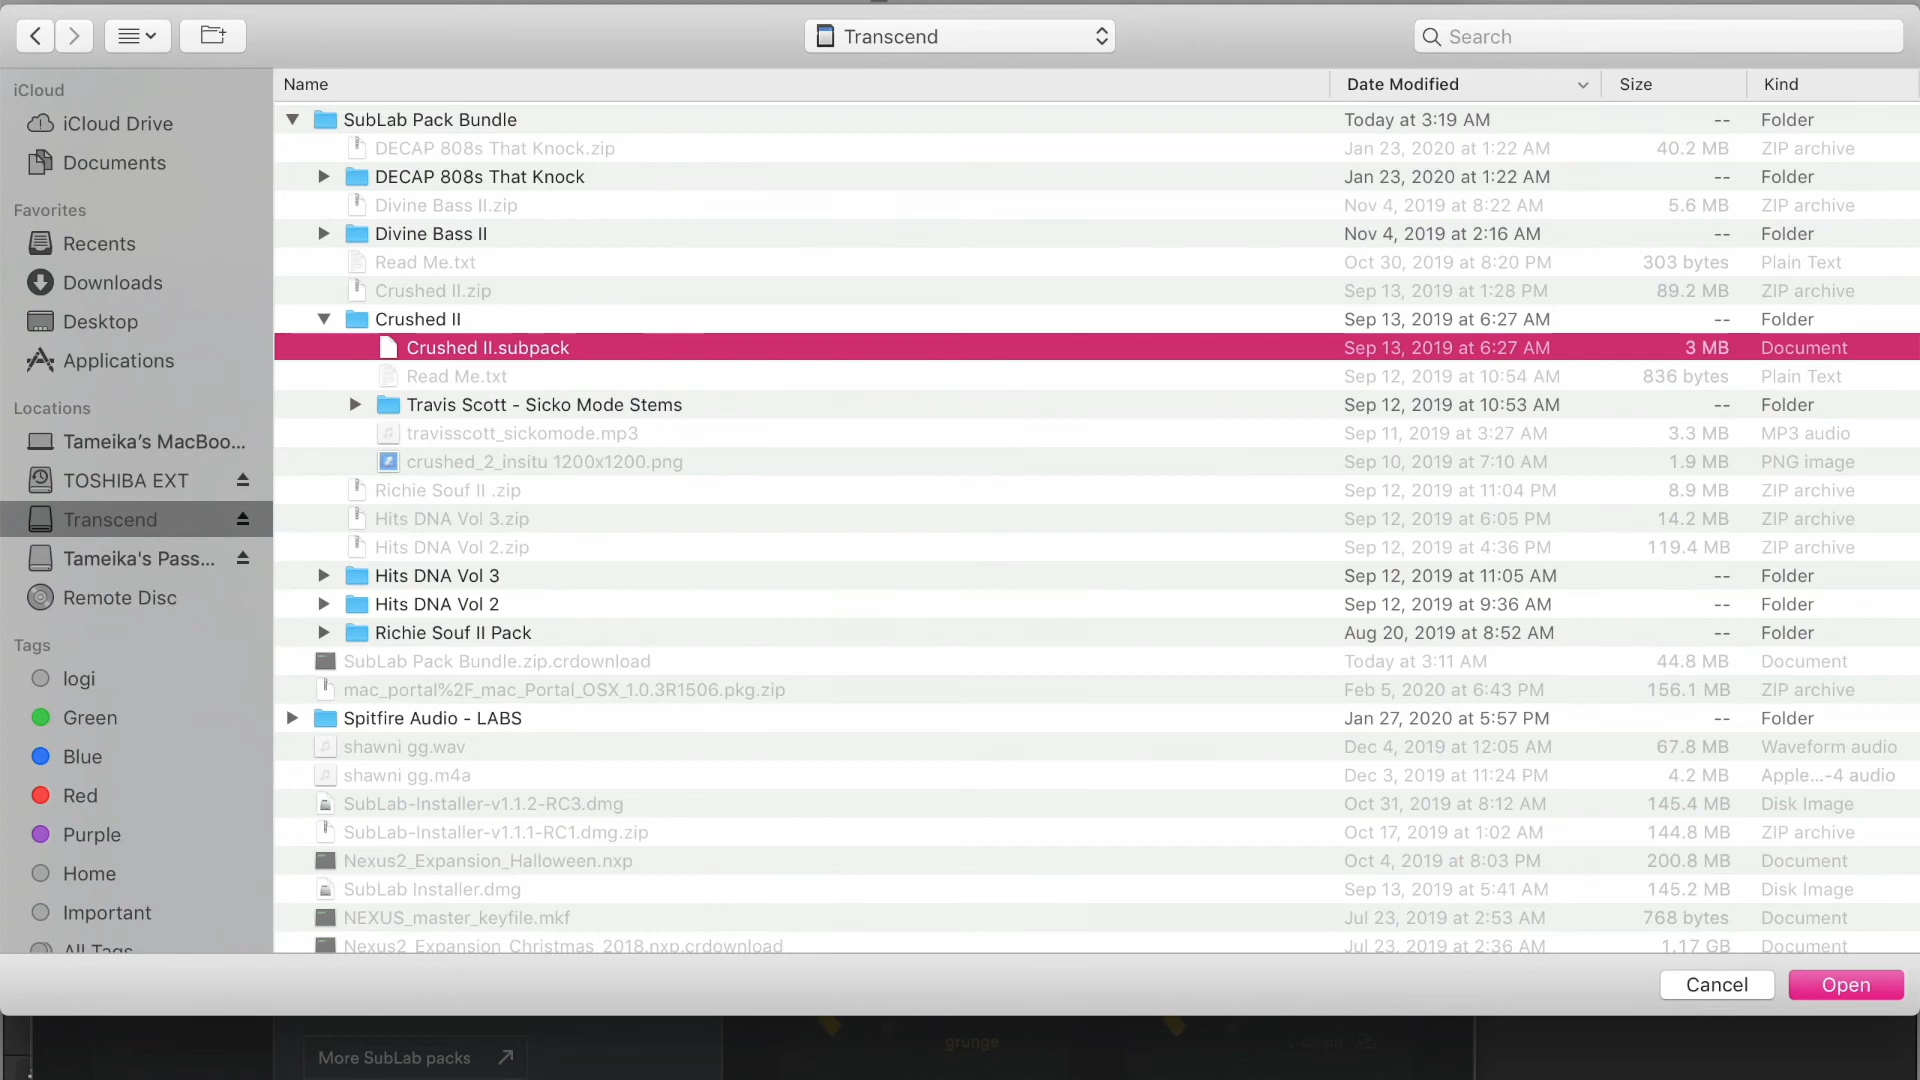 Transcend
Search
iCloud
iCloud Drive
Documents
Favorites
Recents
Downloads
Desktop
Applications
Locations
Tameika’s MacBoo...
TOSHIBA EXT
Transcend
Tameika's Pass...
Remote Disc
Tags
logi
Green
Blue
Red
Purple
Home
Important
All Tags
Name Date Modified Size Kind
SubLab Pack Bundle Today at 3:19 AM -- Folder
DECAP 808s That Knock.zip Jan 23, 2020 at 1:22 AM 40.2 MB ZIP archive
DECAP 808s That Knock Jan 23, 2020 at 1:22 AM -- Folder
Divine Bass II.zip Nov 4, 2019 at 8:22 AM 5.6 MB ZIP archive
Divine Bass II Nov 4, 2019 at 2:16 AM -- Folder
Read Me.txt Oct 30, 2019 at 8:20 PM 303 bytes Plain Text
Crushed II.zip Sep 13, 2019 at 1:28 PM 89.2 MB ZIP archive
Crushed II Sep 13, 2019 at 6:27 AM -- Folder
Crushed II.subpack Sep 13, 2019 at 6:27 AM 3 MB Document
Read Me.txt Sep 12, 2019 at 10:54 AM 836 bytes Plain Text
Travis Scott - Sicko Mode Stems Sep 12, 2019 at 10:53 AM -- Folder
travisscott_sickomode.mp3 Sep 11, 2019 at 3:27 AM 3.3 MB MP3 audio
crushed_2_insitu 1200x1200.png Sep 10, 2019 at 7:10 AM 1.9 MB PNG image
Richie Souf II .zip Sep 12, 2019 at 11:04 PM 8.9 MB ZIP archive
Hits DNA Vol 3.zip Sep 12, 2019 at 6:05 PM 14.2 MB ZIP archive
Hits DNA Vol 2.zip Sep 12, 2019 at 4:36 PM 119.4 MB ZIP archive
Hits DNA Vol 3 Sep 12, 2019 at 11:05 AM -- Folder
Hits DNA Vol 2 Sep 12, 2019 at 9:36 AM -- Folder
Richie Souf II Pack Aug 20, 2019 at 8:52 AM -- Folder
SubLab Pack Bundle.zip.crdownload Today at 3:11 AM 44.8 MB Document
mac_portal%2F_mac_Portal_OSX_1.0.3R1506.pkg.zip Feb 5, 2020 at 6:43 PM 156.1 MB ZIP archive
Spitfire Audio - LABS Jan 27, 2020 at 5:57 PM -- Folder
shawni gg.wav Dec 4, 2019 at 12:05 AM 67.8 MB Waveform audio
shawni gg.m4a Dec 3, 2019 at 11:24 PM 4.2 MB Apple...-4 audio
SubLab-Installer-v1.1.2-RC3.dmg Oct 31, 2019 at 8:12 AM 145.4 MB Disk Image
SubLab-Installer-v1.1.1-RC1.dmg.zip Oct 17, 2019 at 1:02 AM 144.8 MB ZIP archive
Nexus2_Expansion_Halloween.nxp Oct 4, 2019 at 8:03 PM 200.8 MB Document
SubLab Installer.dmg Sep 13, 2019 at 5:41 AM 145.2 MB Disk Image
NEXUS_master_keyfile.mkf Jul 23, 2019 at 2:53 AM 768 bytes Document
Nexus2_Expansion_Christmas_2018.nxp.crdownload Jul 23, 2019 at 2:36 AM 1.17 GB Document
Cancel Open
More SubLab packs
grunge